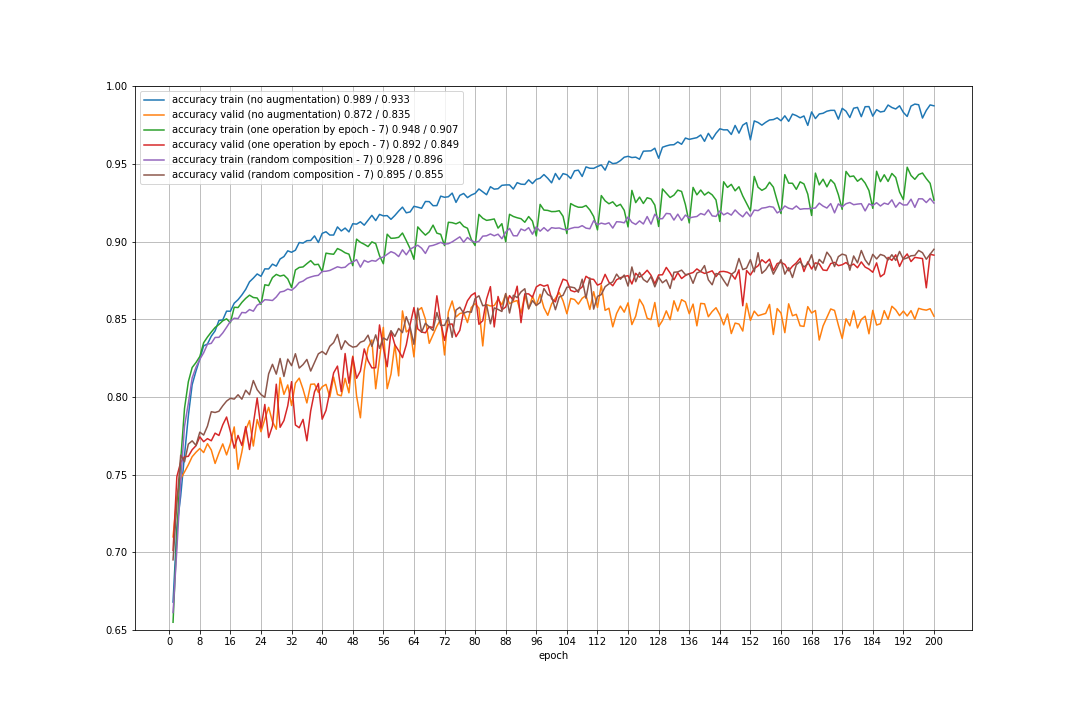 1.00
0.95
0.90
0.85
0.80
0.75
0.70
0.65
accuracy train (no augmentation) 0.989 / 0.933
accuracy valid (no augmentation) 0.872 / 0.835
accuracy train (one operation by epoch - 7) 0.948 / 0.907
accuracy valid (one operation by epoch - 7) 0.892 / 0.849
accuracy train (random composition - 7) 0.928 / 0.896
accuracy valid (random composition - 7) 0.895 / 0.855
0 8 16 24 32 40 48 56 64 72 80 88 96 104 112 120 128 136 144 152 160 168 176 184 192 200
epoch